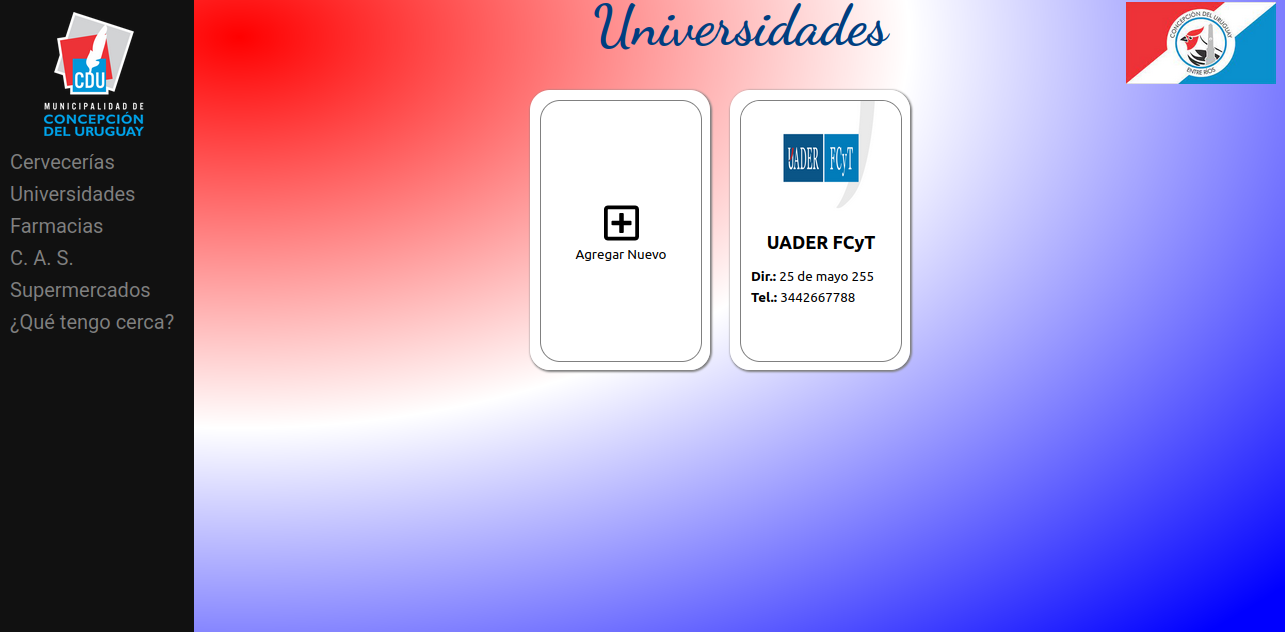 CDU
MUNICIPALIDAD DE
CONCEPCIÓN
DEL URUGUAY
Cervecerías
Universidades
Farmacias
C. A. S.
Supermercados
¿Qué tengo cerca?
Universidades
CONCEPCIÓN DEL URUGUAY
ENTRE RÍOS
Agregar Nuevo
UADER FCyT
UADER FCyT
Dir.: 25 de mayo 255
Tel.: 3442667788